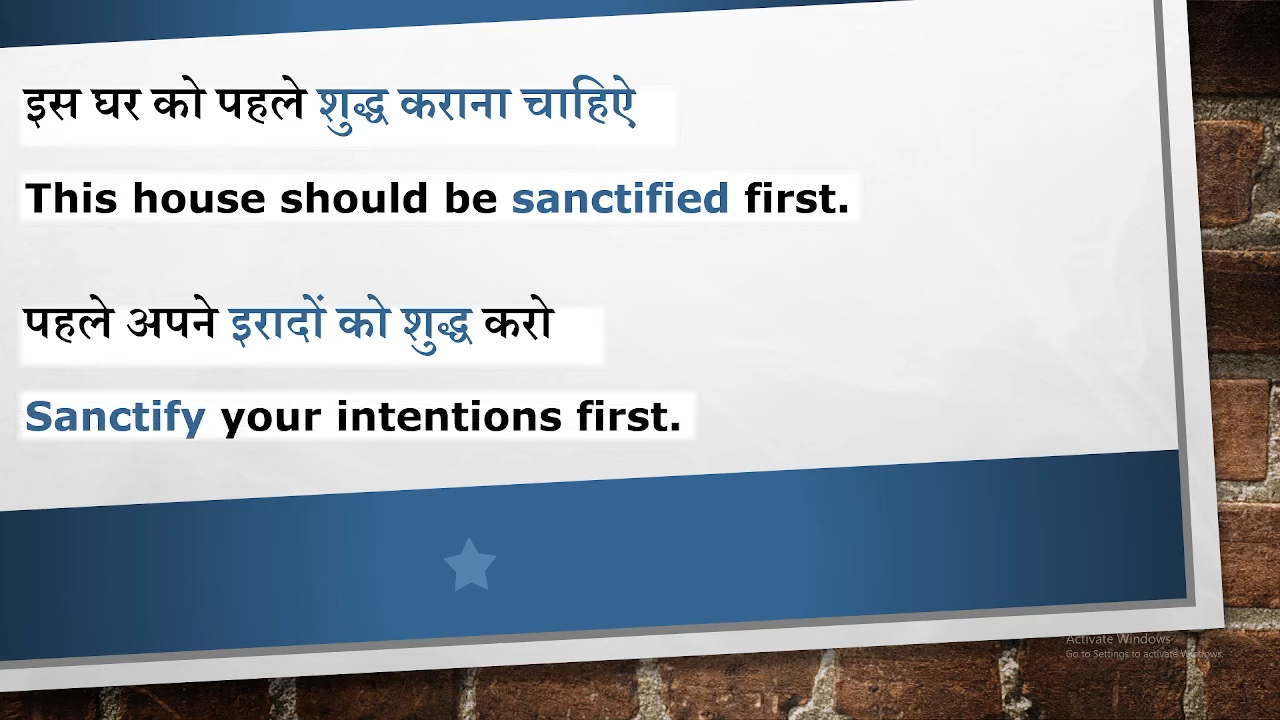 इस घर को पहले शुद्ध कराना चाहिऐ
This house should be sanctified first.
पहले अपने इरादों को शुद्ध करो
Sanctify your intentions first.
Activate Windows
Go to Settings to activate Windows.